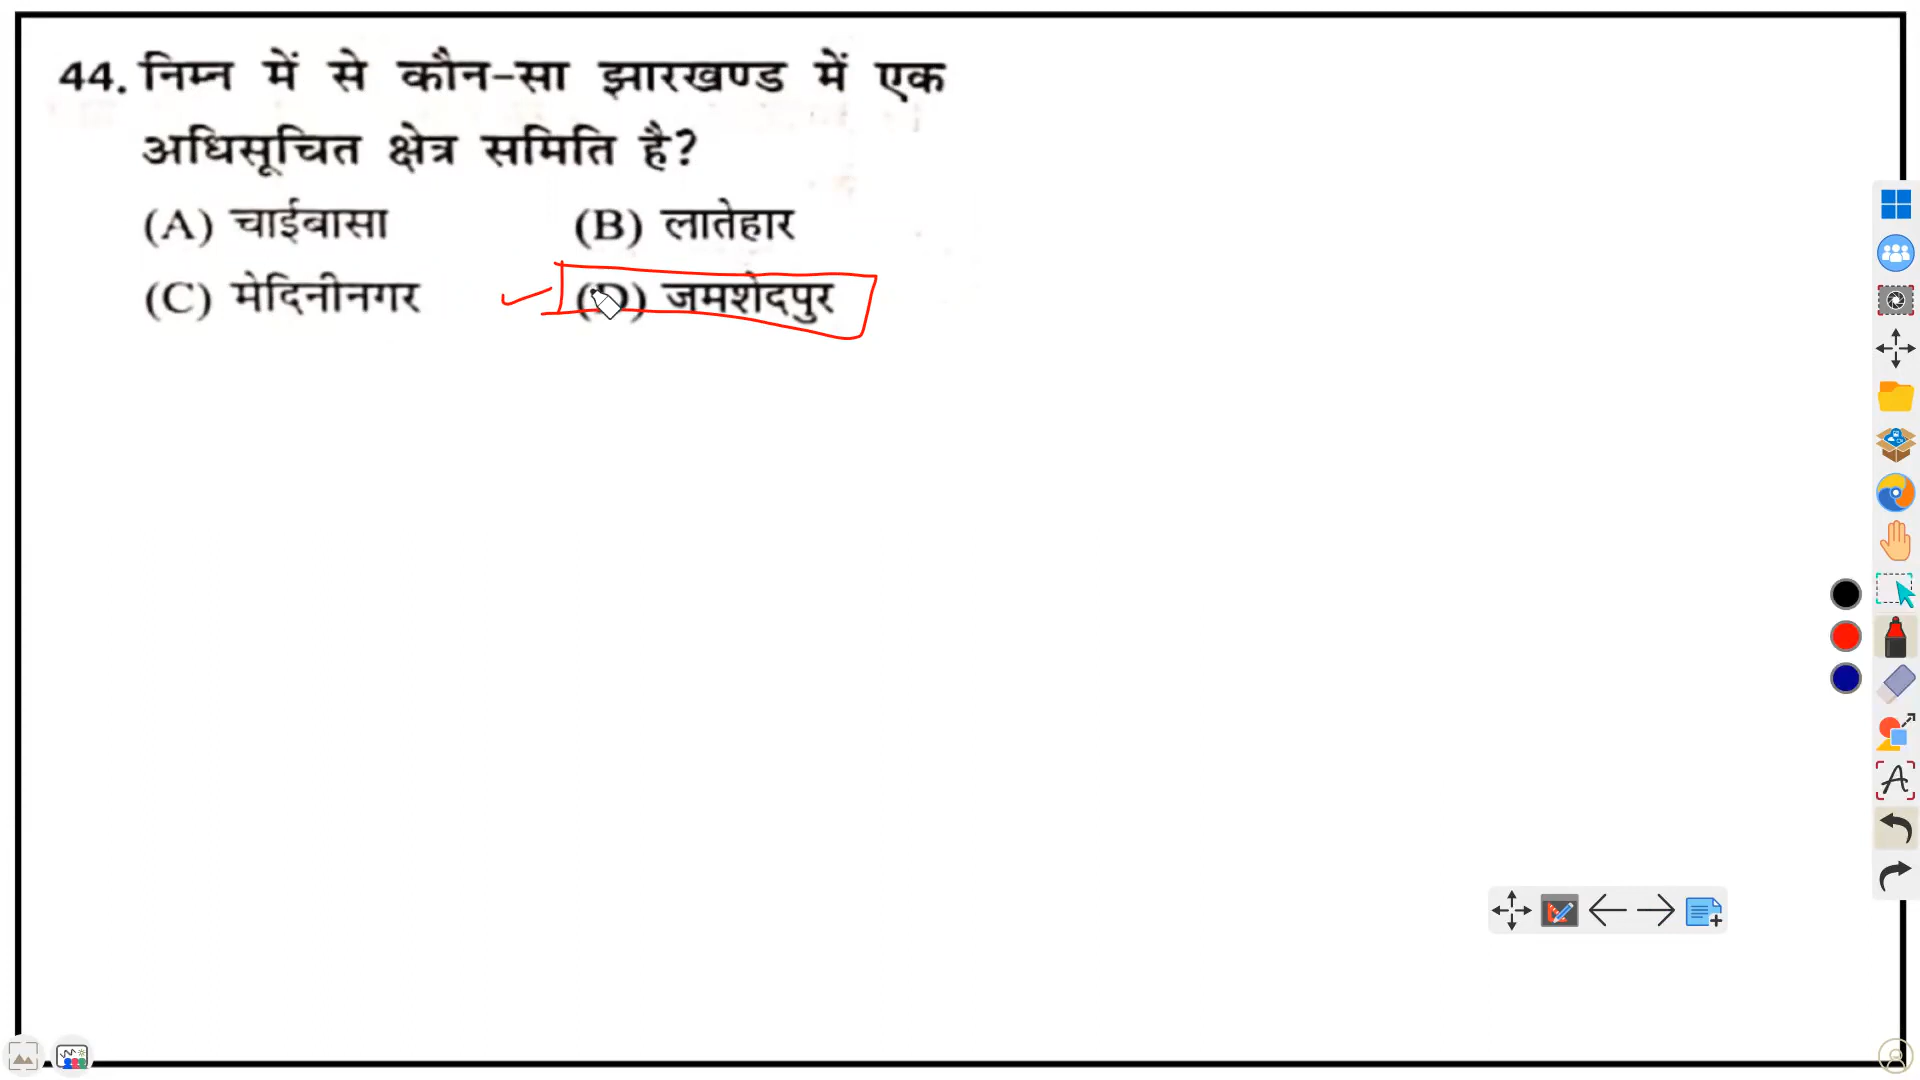 44. निम्न में से कौन-सा झारखण्ड में एक
अधिसूचित क्षेत्र समिति है?
(A) चाईबासा (B) लातेहार
(C) मेदिनीनगर (D) जमशेदपुर